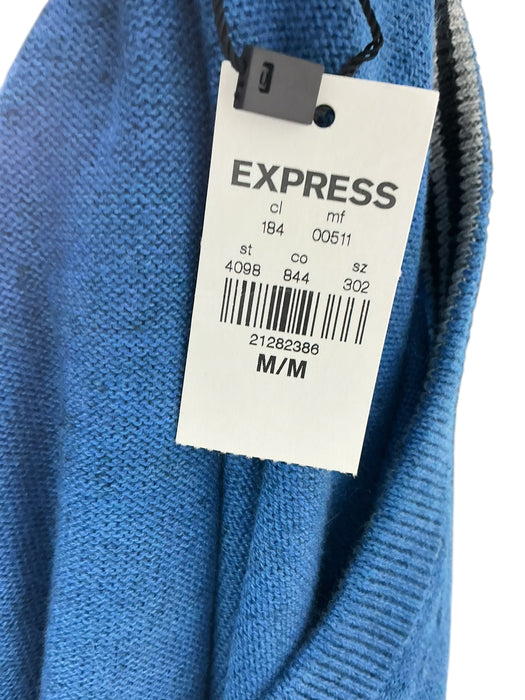 EXPRESS
cl mf
184 00511
st co sz
4098 844 302
21282386
M/M